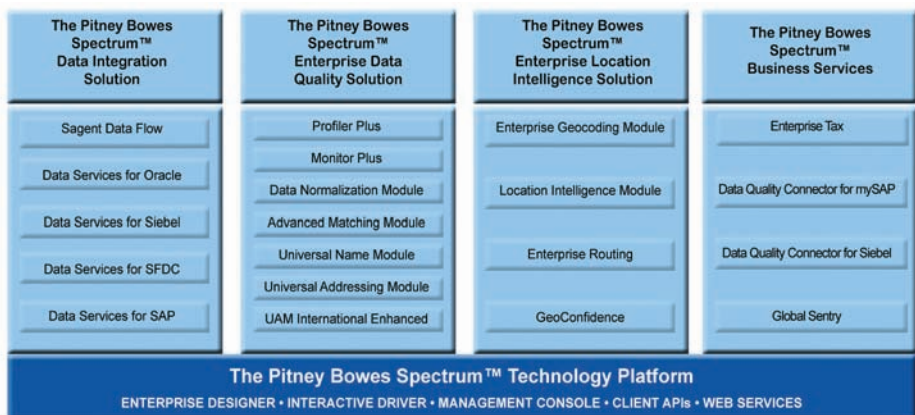 The Pitney Bowes
Spectrum™
Data Integration
Solution
Sagent Data Flow
Data Services for Oracle
Data Services for Siebel
Data Services for SFDC
Data Services for SAP
The Pitney Bowes
Spectrum™
Enterprise Data
Quality Solution
Profiler Plus
Monitor Plus
Data Normalization Module
Advanced Matching Module
Universal Name Module
Universal Addressing Module
UAM International Enhanced
The Pitney Bowes
Spectrum™
Enterprise Location
Intelligence Solution
Enterprise Geocoding Module
Location Intelligence Module
Enterprise Routing
GeoConfidence
The Pitney Bowes
Spectrum™
Business Services
Enterprise Tax
Data Quality Connector for mySAP
Data Quality Connector for Siebel
Global Sentry
The Pitney Bowes Spectrum™ Technology Platform
ENTERPRISE DESIGNER • INTERACTIVE DRIVER • MANAGEMENT CONSOLE • CLIENT APIs • WEB SERVICES